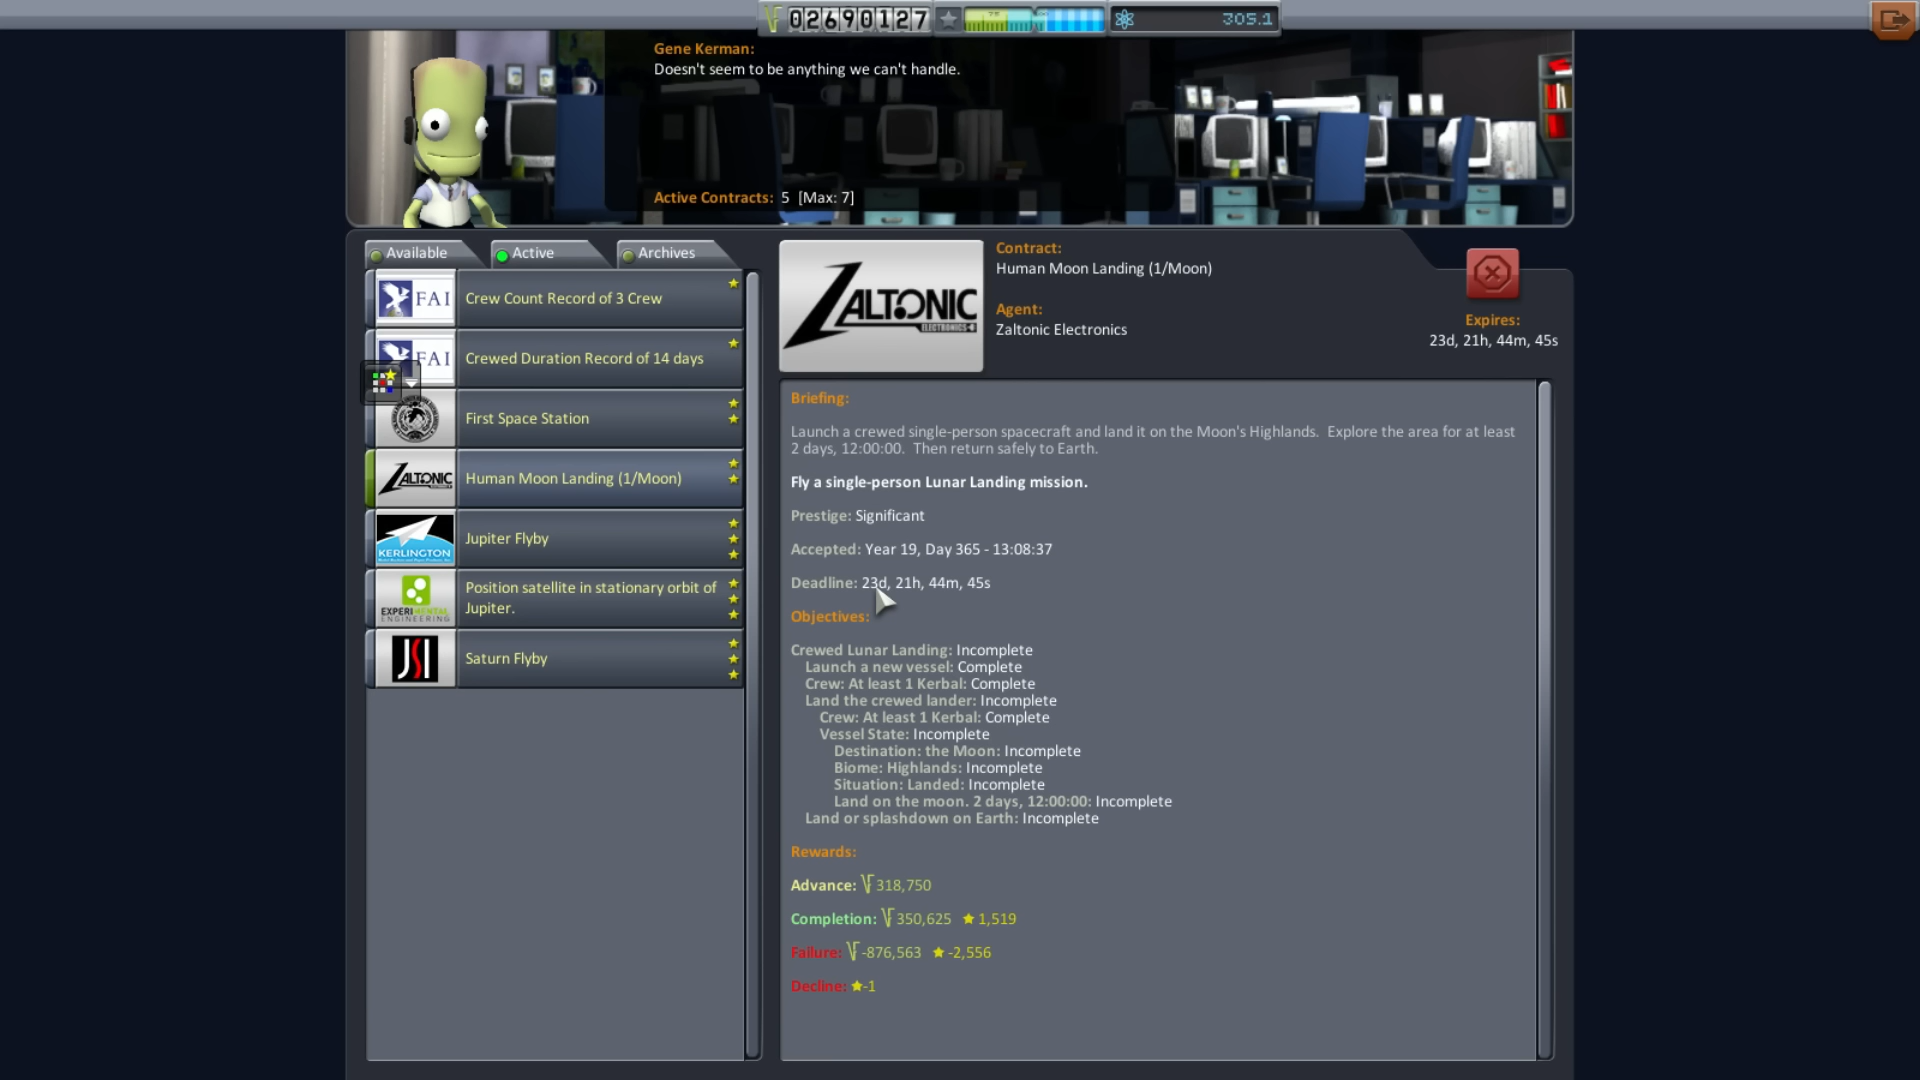 02690127
305.1
Gene Kerman:
Doesn't seem to be anything we can't handle.
Active Contracts: 5 [Max: 7]
Available
Active
Archives
FAI
Crew Count Record of 3 Crew
FAI
Crewed Duration Record of 14 days
First Space Station
ZALTONIC
Human Moon Landing (1/Moon)
KERLINGTON
Jupiter Flyby
EXPERIMENTAL
ENGINEERING
Position satellite in stationary orbit of
Jupiter.
JSI
Saturn Flyby
ZALTONIC
ELECTRONICS
Contract:
Human Moon Landing (1/Moon)
Agent:
Zaltonic Electronics
Expires:
23d, 21h, 44m, 45s
Briefing:
Launch a crewed single-person spacecraft and land it on the Moon's Highlands. Explore the area for at least
2 days, 12:00:00. Then return safely to Earth.
Fly a single-person Lunar Landing mission.
Prestige: Significant
Accepted: Year 19, Day 365 - 13:08:37
Deadline: 23d, 21h, 44m, 45s
Objectives:
Crewed Lunar Landing: Incomplete
Launch a new vessel: Complete
Crew: At least 1 Kerbal: Complete
Land the crewed lander: Incomplete
Crew: At least 1 Kerbal: Complete
Vessel State: Incomplete
Destination: the Moon: Incomplete
Biome: Highlands: Incomplete
Situation: Landed: Incomplete
Land on the moon. 2 days, 12:00:00: Incomplete
Land or splashdown on Earth: Incomplete
Rewards:
Advance: 318,750
Completion: 350,625 1,519
Failure: -876,563 -2,556
Decline: -1